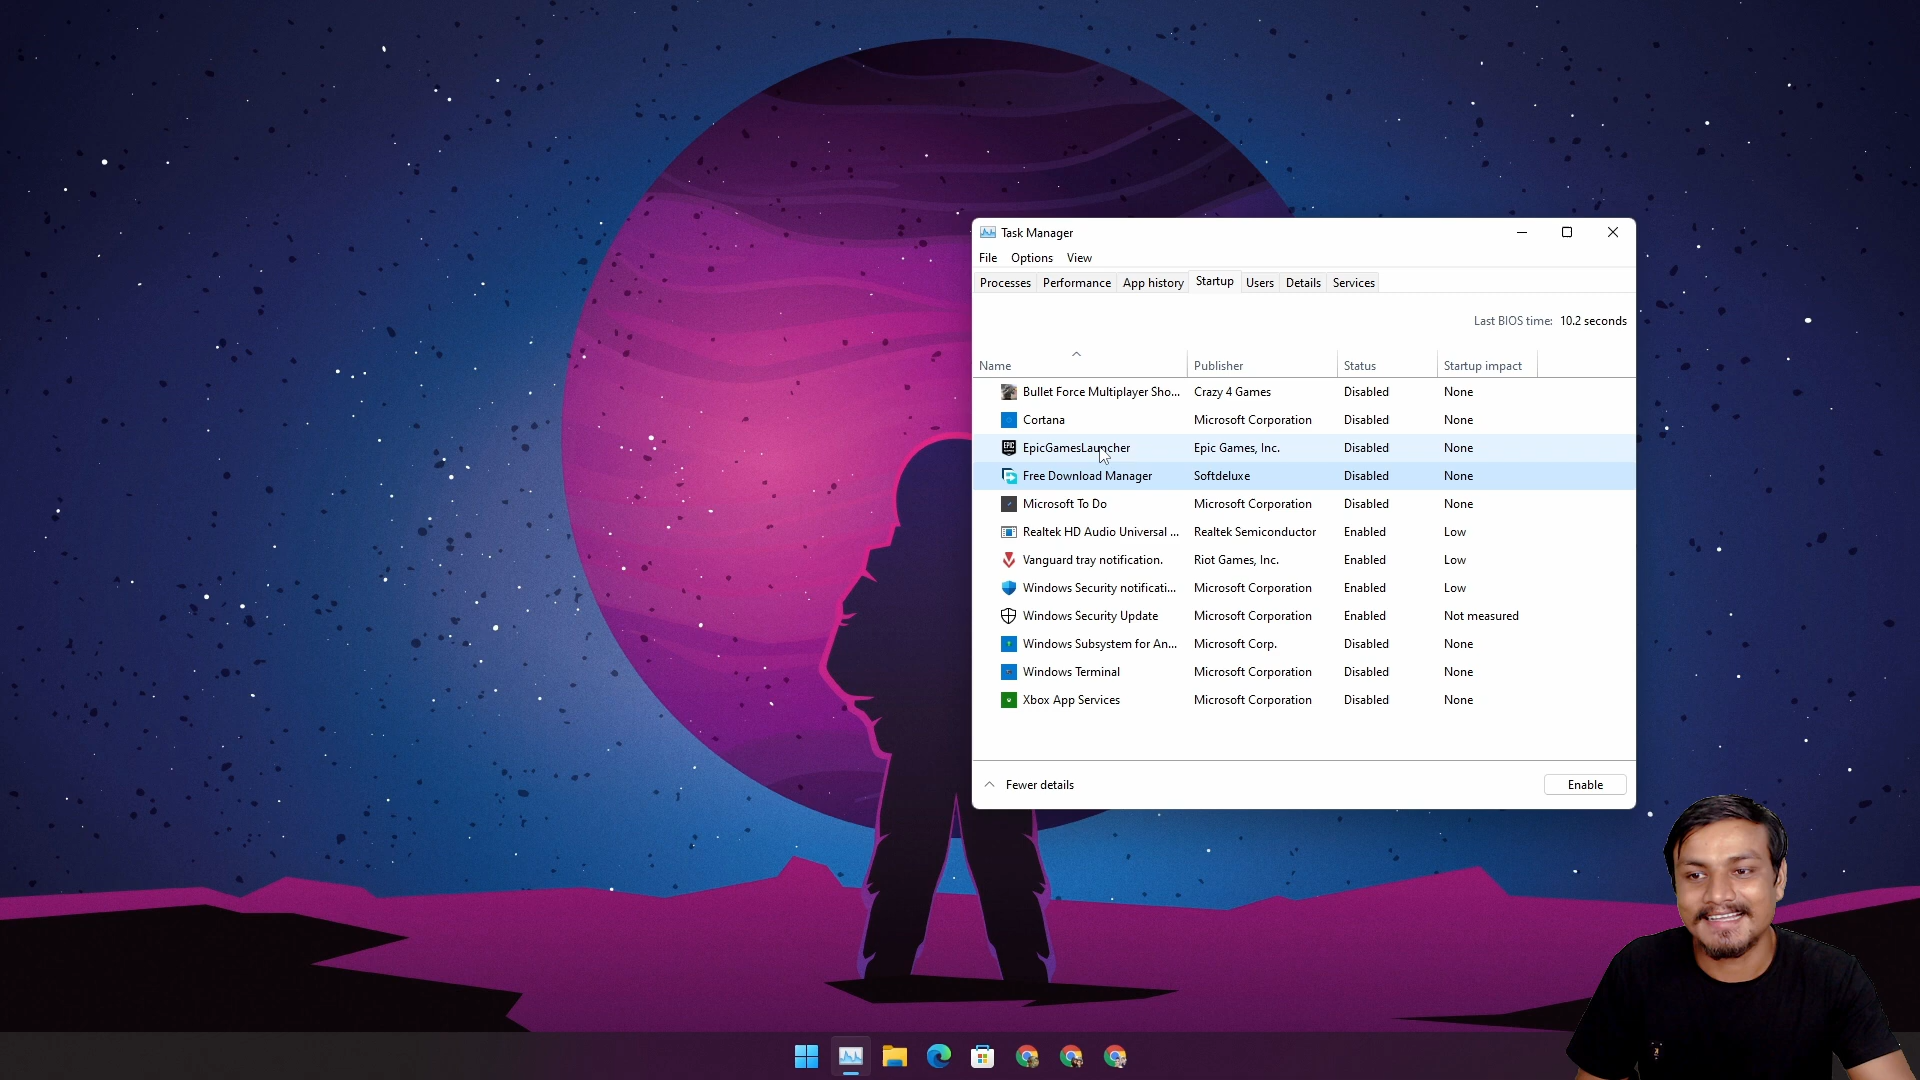 Task Manager
File Options View
Processes Performance App history Startup Users Details Services
Last BIOS time: 10.2 seconds
Name Publisher Status Startup impact
Bullet Force Multiplayer Sho... Crazy 4 Games Disabled None
Cortana Microsoft Corporation Disabled None
EpicGamesLauncher Epic Games, Inc. Disabled None
Free Download Manager Softdeluxe Disabled None
Microsoft To Do Microsoft Corporation Disabled None
Realtek HD Audio Universal ... Realtek Semiconductor Enabled Low
Vanguard tray notification. Riot Games, Inc. Enabled Low
Windows Security notificati... Microsoft Corporation Enabled Low
Windows Security Update Microsoft Corporation Enabled Not measured
Windows Subsystem for An... Microsoft Corp. Disabled None
Windows Terminal Microsoft Corporation Disabled None
Xbox App Services Microsoft Corporation Disabled None
Fewer details Enable